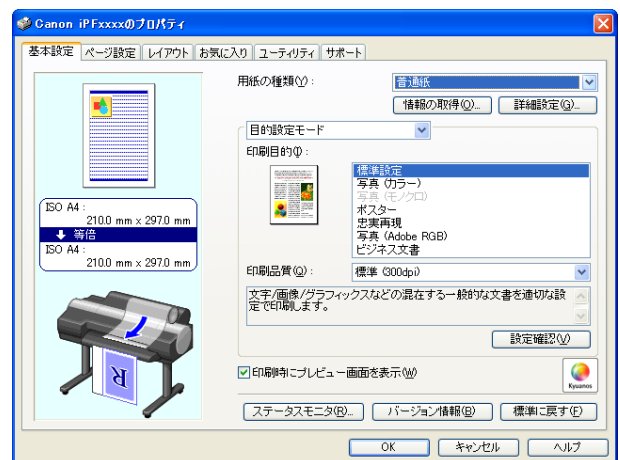 Canon iPFxxxxのプロパティ
基本設定 ページ設定 レイアウト お気に入り ユーティリティ サポート
用紙の種類(Y)：
普通紙
情報の取得(Q)... 詳細設定(G)...
目的設定モード
印刷目的(I)：
標準設定
写真 (カラー)
写真 (モノクロ)
ポスター
忠実再現
写真 (Adobe RGB)
ビジネス文書
ISO A4：
210.0 mm x 297.0 mm
等倍
ISO A4：
210.0 mm x 297.0 mm
印刷品質(Q)：
標準 (300dpi)
文字/画像/グラフィックスなどの混在する一般的な文書を適切な設
定で印刷します。
設定確認(V)
R
印刷時にプレビュー画面を表示(W)
Kyuanos
ステータスモニタ(R)... バージョン情報(B) 標準に戻す(F)
OK キャンセル ヘルプ